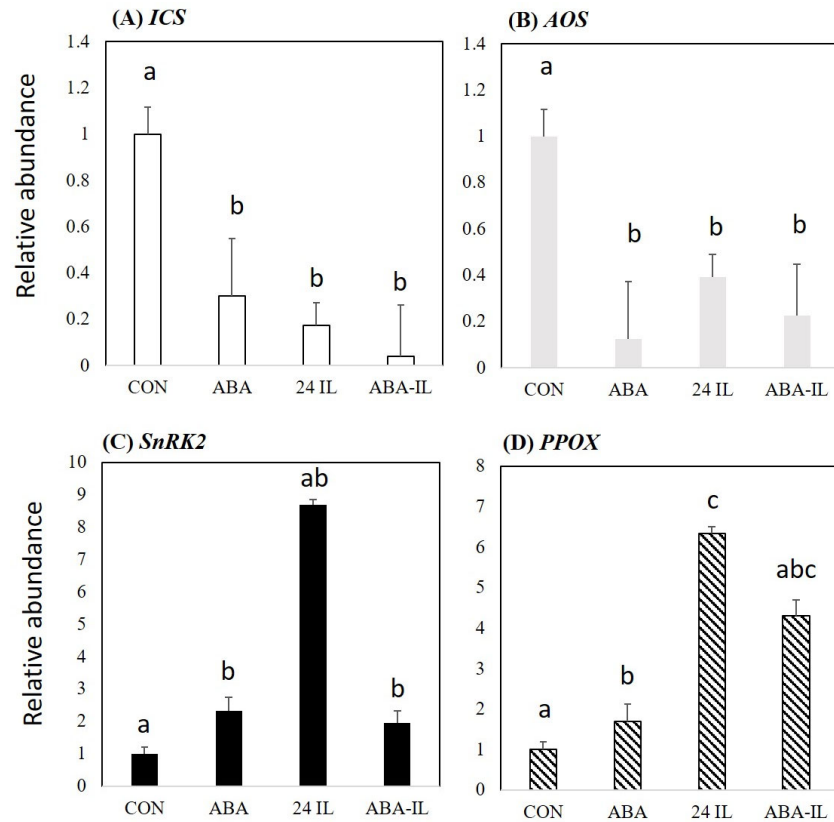 (A) ICS
Relative abundance
1.4
1.2
1
0.8
0.6
0.4
0.2
0
a
b
b
b
CON ABA 24 IL ABA-IL
(B) AOS
1.4
1.2
1
0.8
0.6
0.4
0.2
0
a
b
b
b
CON ABA 24 IL ABA-IL
(C) SnRK2
Relative abundance
10
9
8
7
6
5
4
3
2
1
0
a
b
ab
b
CON ABA 24 IL ABA-IL
(D) PPOX
8
7
6
5
4
3
2
1
0
a
b
c
abc
CON ABA 24 IL ABA-IL